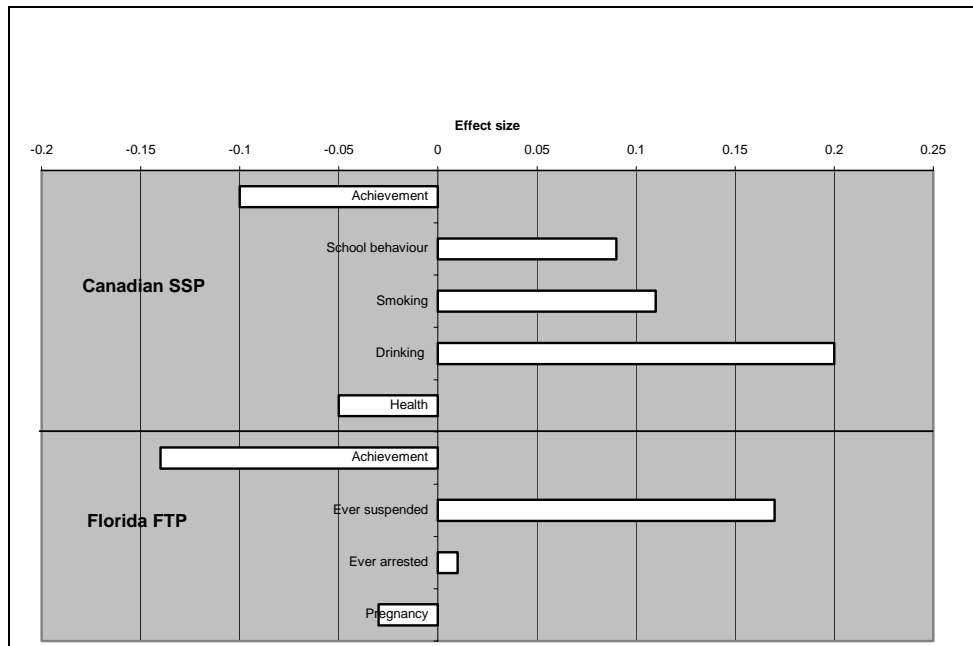 Effect size
-0.2 -0.15 -0.1 -0.05 0 0.05 0.1 0.15 0.2 0.25
Achievement
School behaviour
Canadian SSP
Smoking
Drinking
Health
Achievement
Ever suspended
Florida FTP
Ever arrested
Pregnancy